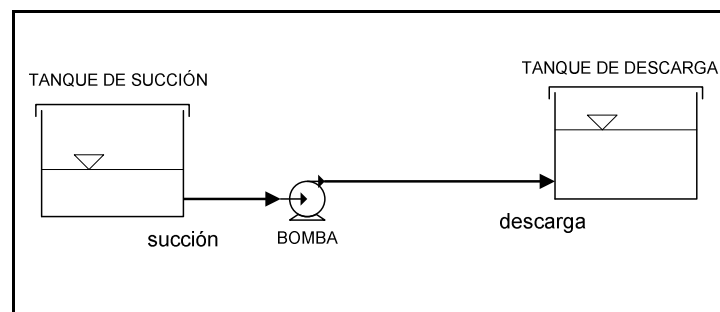 TANQUE DE SUCCIÓN
TANQUE DE DESCARGA
succión
BOMBA
descarga